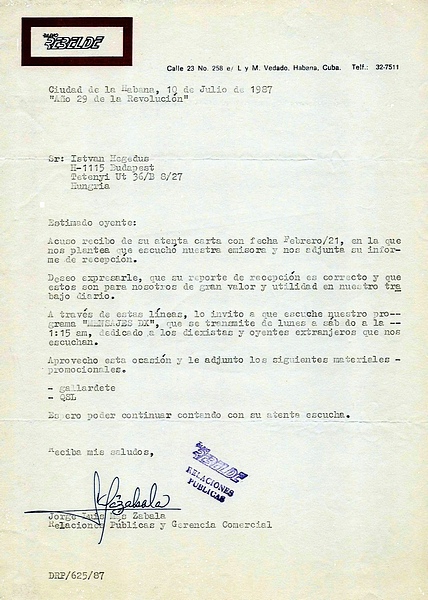 RADIO
REBELDE
Calle 23 No. 258 e/ L y M. Vedado, Habana, Cuba. Telf.: 32-7511
Ciudad de la Habana, 10 de Julio de 1987
"Año 29 de la Revolución"
Sr: Istvan Hegedus
H-1115 Budapest
Tetenyi Ut 36/B 8/27
Hungria
Estimado oyente:
Acuso recibo de su atenta carta con fecha Febrero/21, en la que
nos plantea que escuchó nuestra emisora y nos adjunta su infor-
me de recepción.
Deseo expresarle, que su reporte de recepción es correcto y que
estos son para nosotros de gran valor y utilidad en nuestro tra
bajo diario.
A través de estas líneas, lo invito a que escuche nuestro pro--
grama "MENSAJES DX", que se transmite de lunes a sábado a la --
1:15 am, dedicado a los diexistas y oyentes extranjeros que nos
escuchan.
Aprovecho esta ocasión y le adjunto los siguientes materiales -
promocionales.
- gallardete
- QSL
Espero poder continuar contando con su atenta escucha.
Reciba mis saludos,
RADIO
REBELDE
RELACIONES
PUBLICAS
Jorge Luis Mjs Zabala
Relaciones Públicas y Gerencia Comercial
DRP/625/87